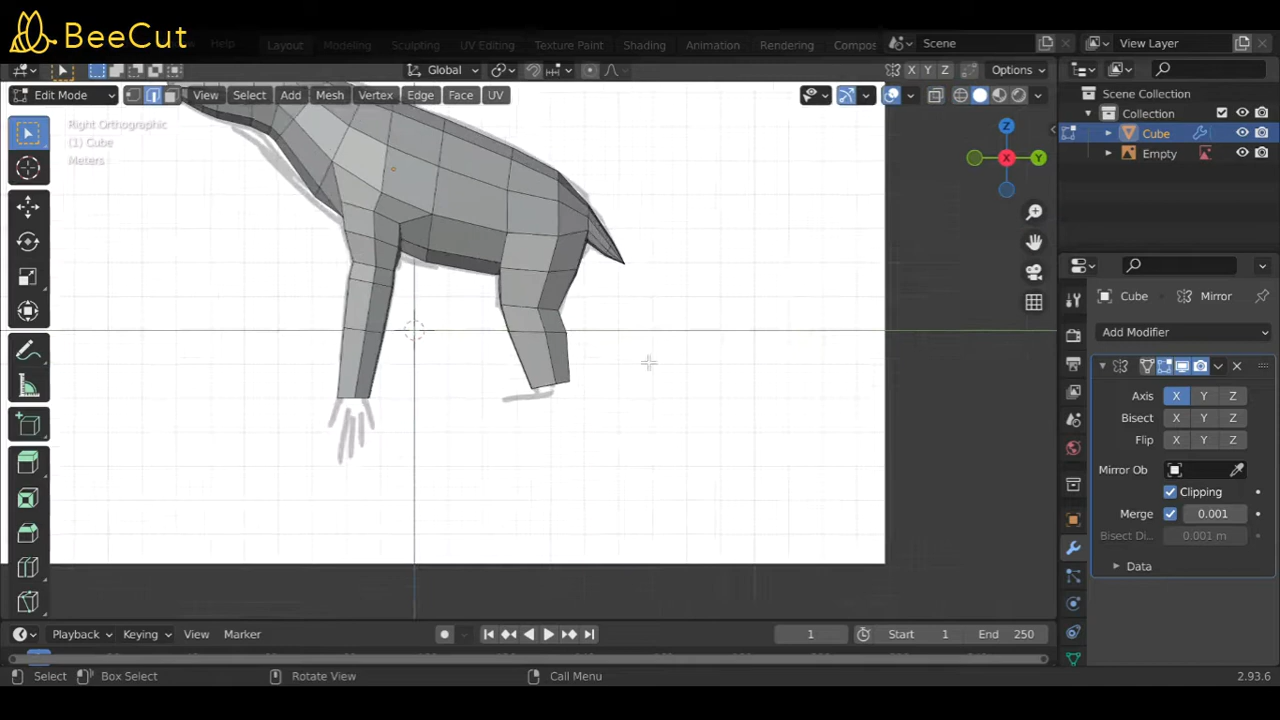 BeeCut
Help Layout Modeling Sculpting UV Editing Texture Paint Shading Animation Rendering Compos Scene View Layer
Global X Y Z Options
Edit Mode View Select Add Mesh Vertex Edge Face UV
Scene Collection
Collection
Cube
Empty
Right Orthographic
(1) Cube
Meters
Z
X
Y
Cube Mirror
Add Modifier
Axis X Y Z
Bisect X Y Z
Flip X Y Z
Mirror Ob
Clipping
Merge 0.001
Bisect Di... 0.001 m
Data
Playback Keying View Marker 1 Start 1 End 250
Select Box Select Rotate View Call Menu 2.93.6